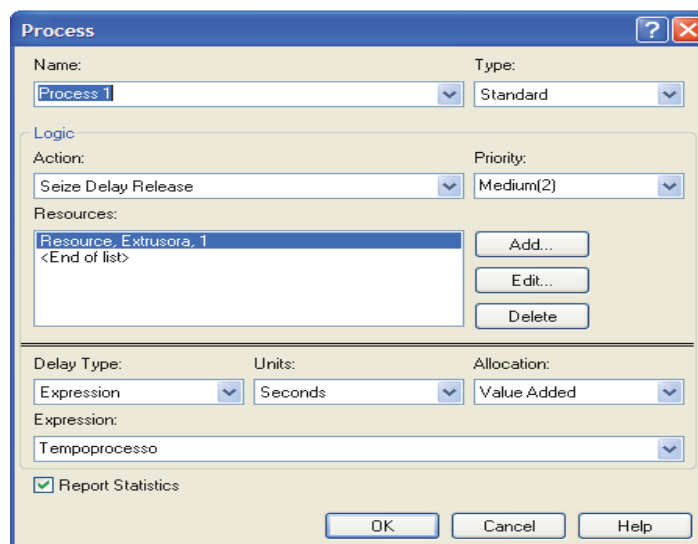 Process
Name: Type:
Process 1 Standard
Logic
Action: Priority:
Seize Delay Release Medium(2)
Resources:
Resource, Extrusora, 1
<End of list>
Add...
Edit...
Delete
Delay Type: Units: Allocation:
Expression Seconds Value Added
Expression:
Tempoprocesso
Report Statistics
OK Cancel Help